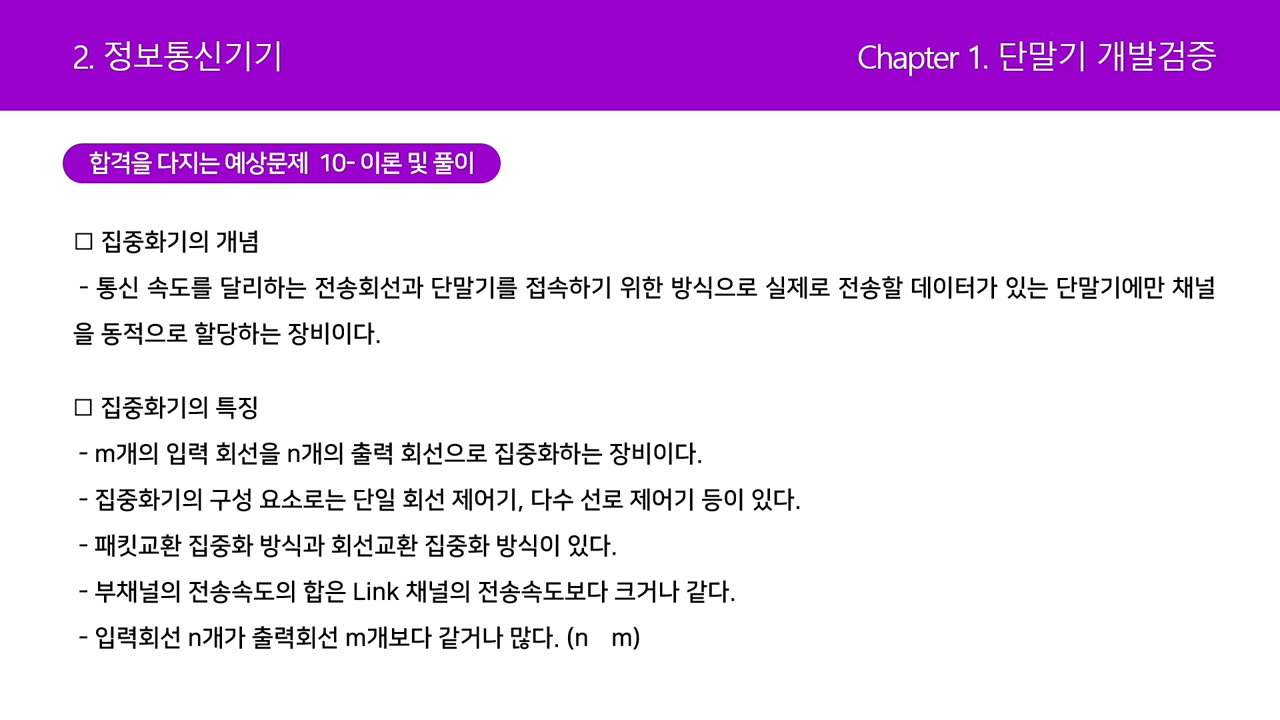 2. 정보통신기기
Chapter 1. 단말기 개발검증
합격을 다지는 예상문제 10- 이론 및 풀이
□ 집중화기의 개념
- 통신 속도를 달리하는 전송회선과 단말기를 접속하기 위한 방식으로 실제로 전송할 데이터가 있는 단말기에만 채널
을 동적으로 할당하는 장비이다.
□ 집중화기의 특징
- m개의 입력 회선을 n개의 출력 회선으로 집중화하는 장비이다.
- 집중화기의 구성 요소로는 단일 회선 제어기, 다수 선로 제어기 등이 있다.
- 패킷교환 집중화 방식과 회선교환 집중화 방식이 있다.
- 부채널의 전송속도의 합은 Link 채널의 전송속도보다 크거나 같다.
- 입력회선 n개가 출력회선 m개보다 같거나 많다. (n m)